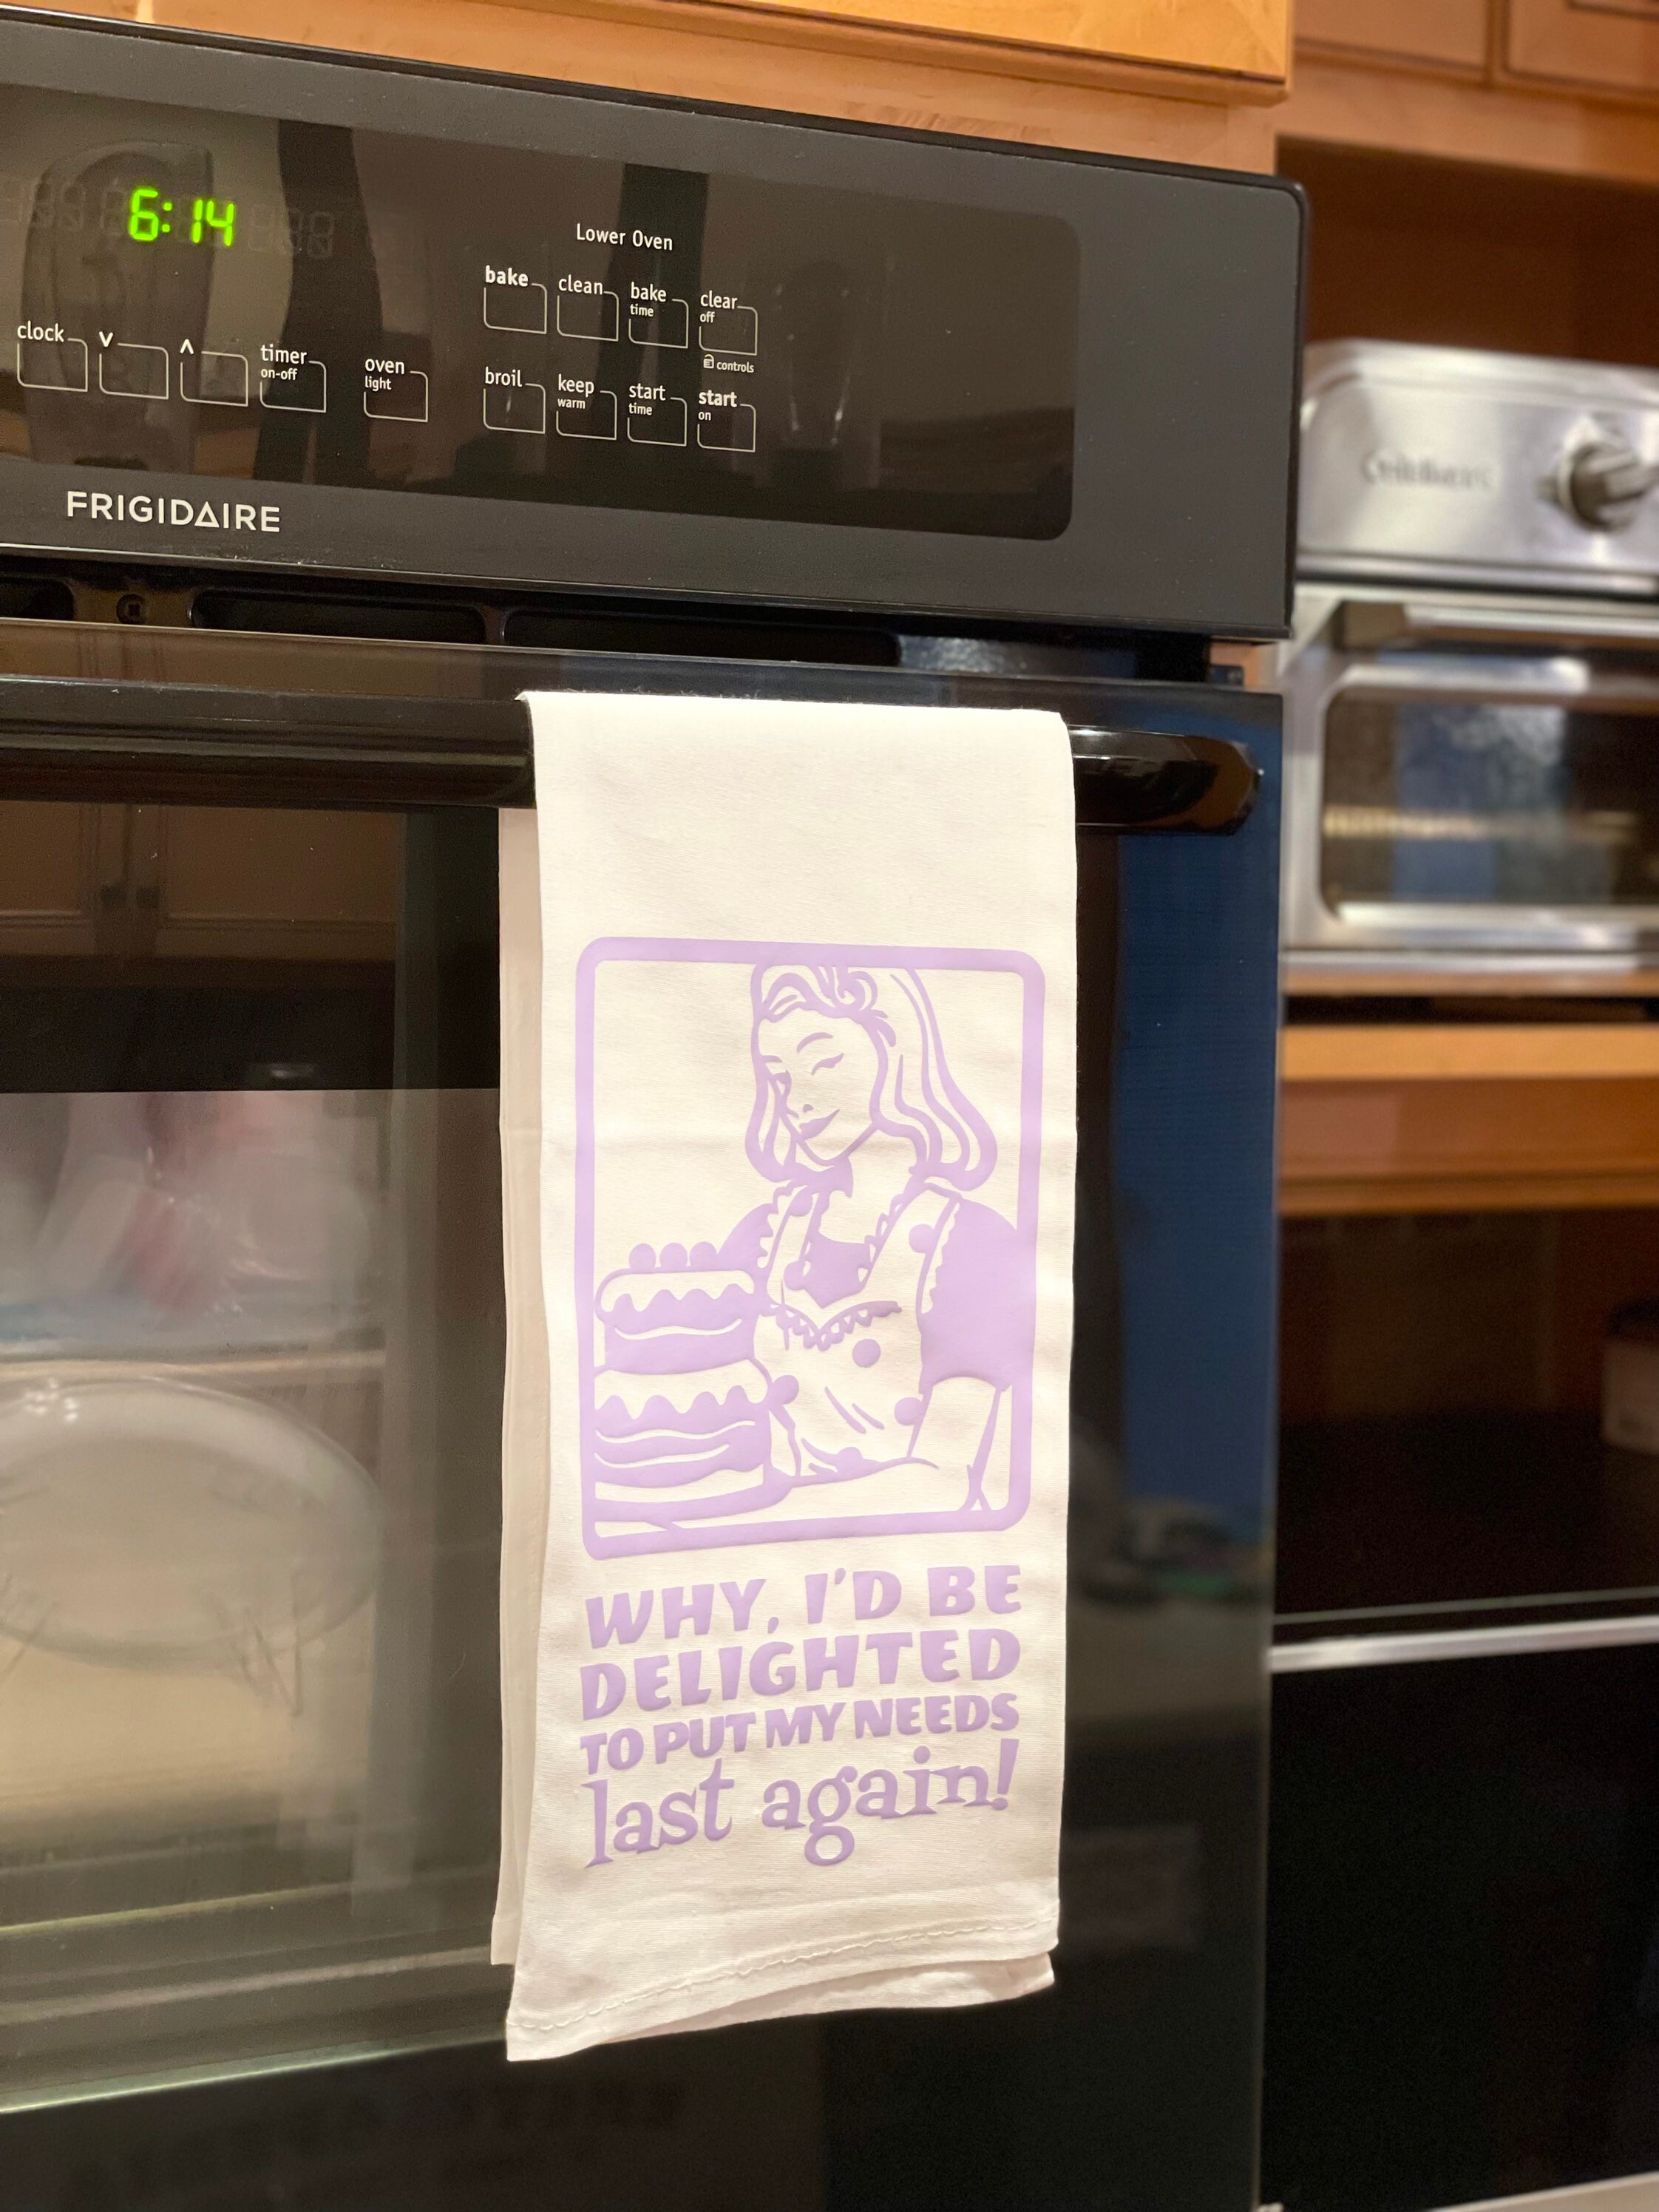 6:14
Lower Oven
bake clean bake time clear off
controls
clock v ^ timer on-off oven light
broil keep warm start time start on
FRIGIDAIRE
WHY, I'D BE
DELIGHTED
TO PUT MY NEEDS
last again!